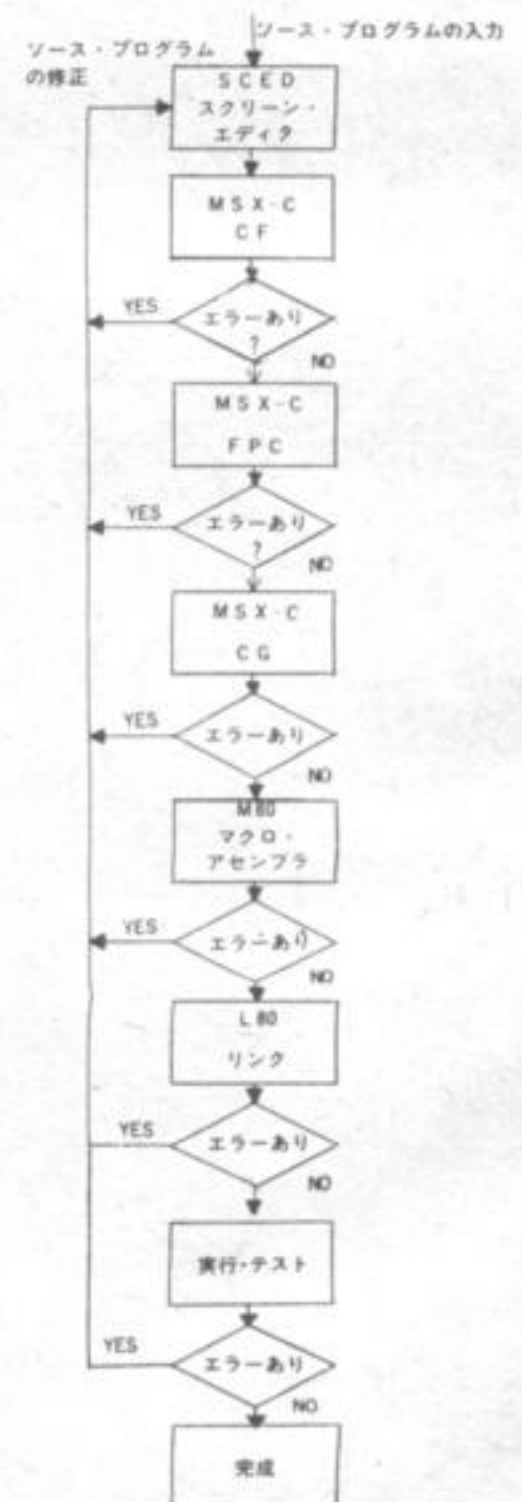 ソース・プログラムの入力
ソース・プログラム
の修正
SCED
スクリーン・
エディタ
MSX-C
CF
YES
エラーあり
?
NO
MSX-C
FPC
YES
エラーあり
?
NO
MSX-C
CG
YES
エラーあり
NO
M80
マクロ・
アセンブラ
YES
エラーあり
NO
L80
リンク
YES
エラーあり
NO
実行・テスト
YES
エラーあり
NO
完成